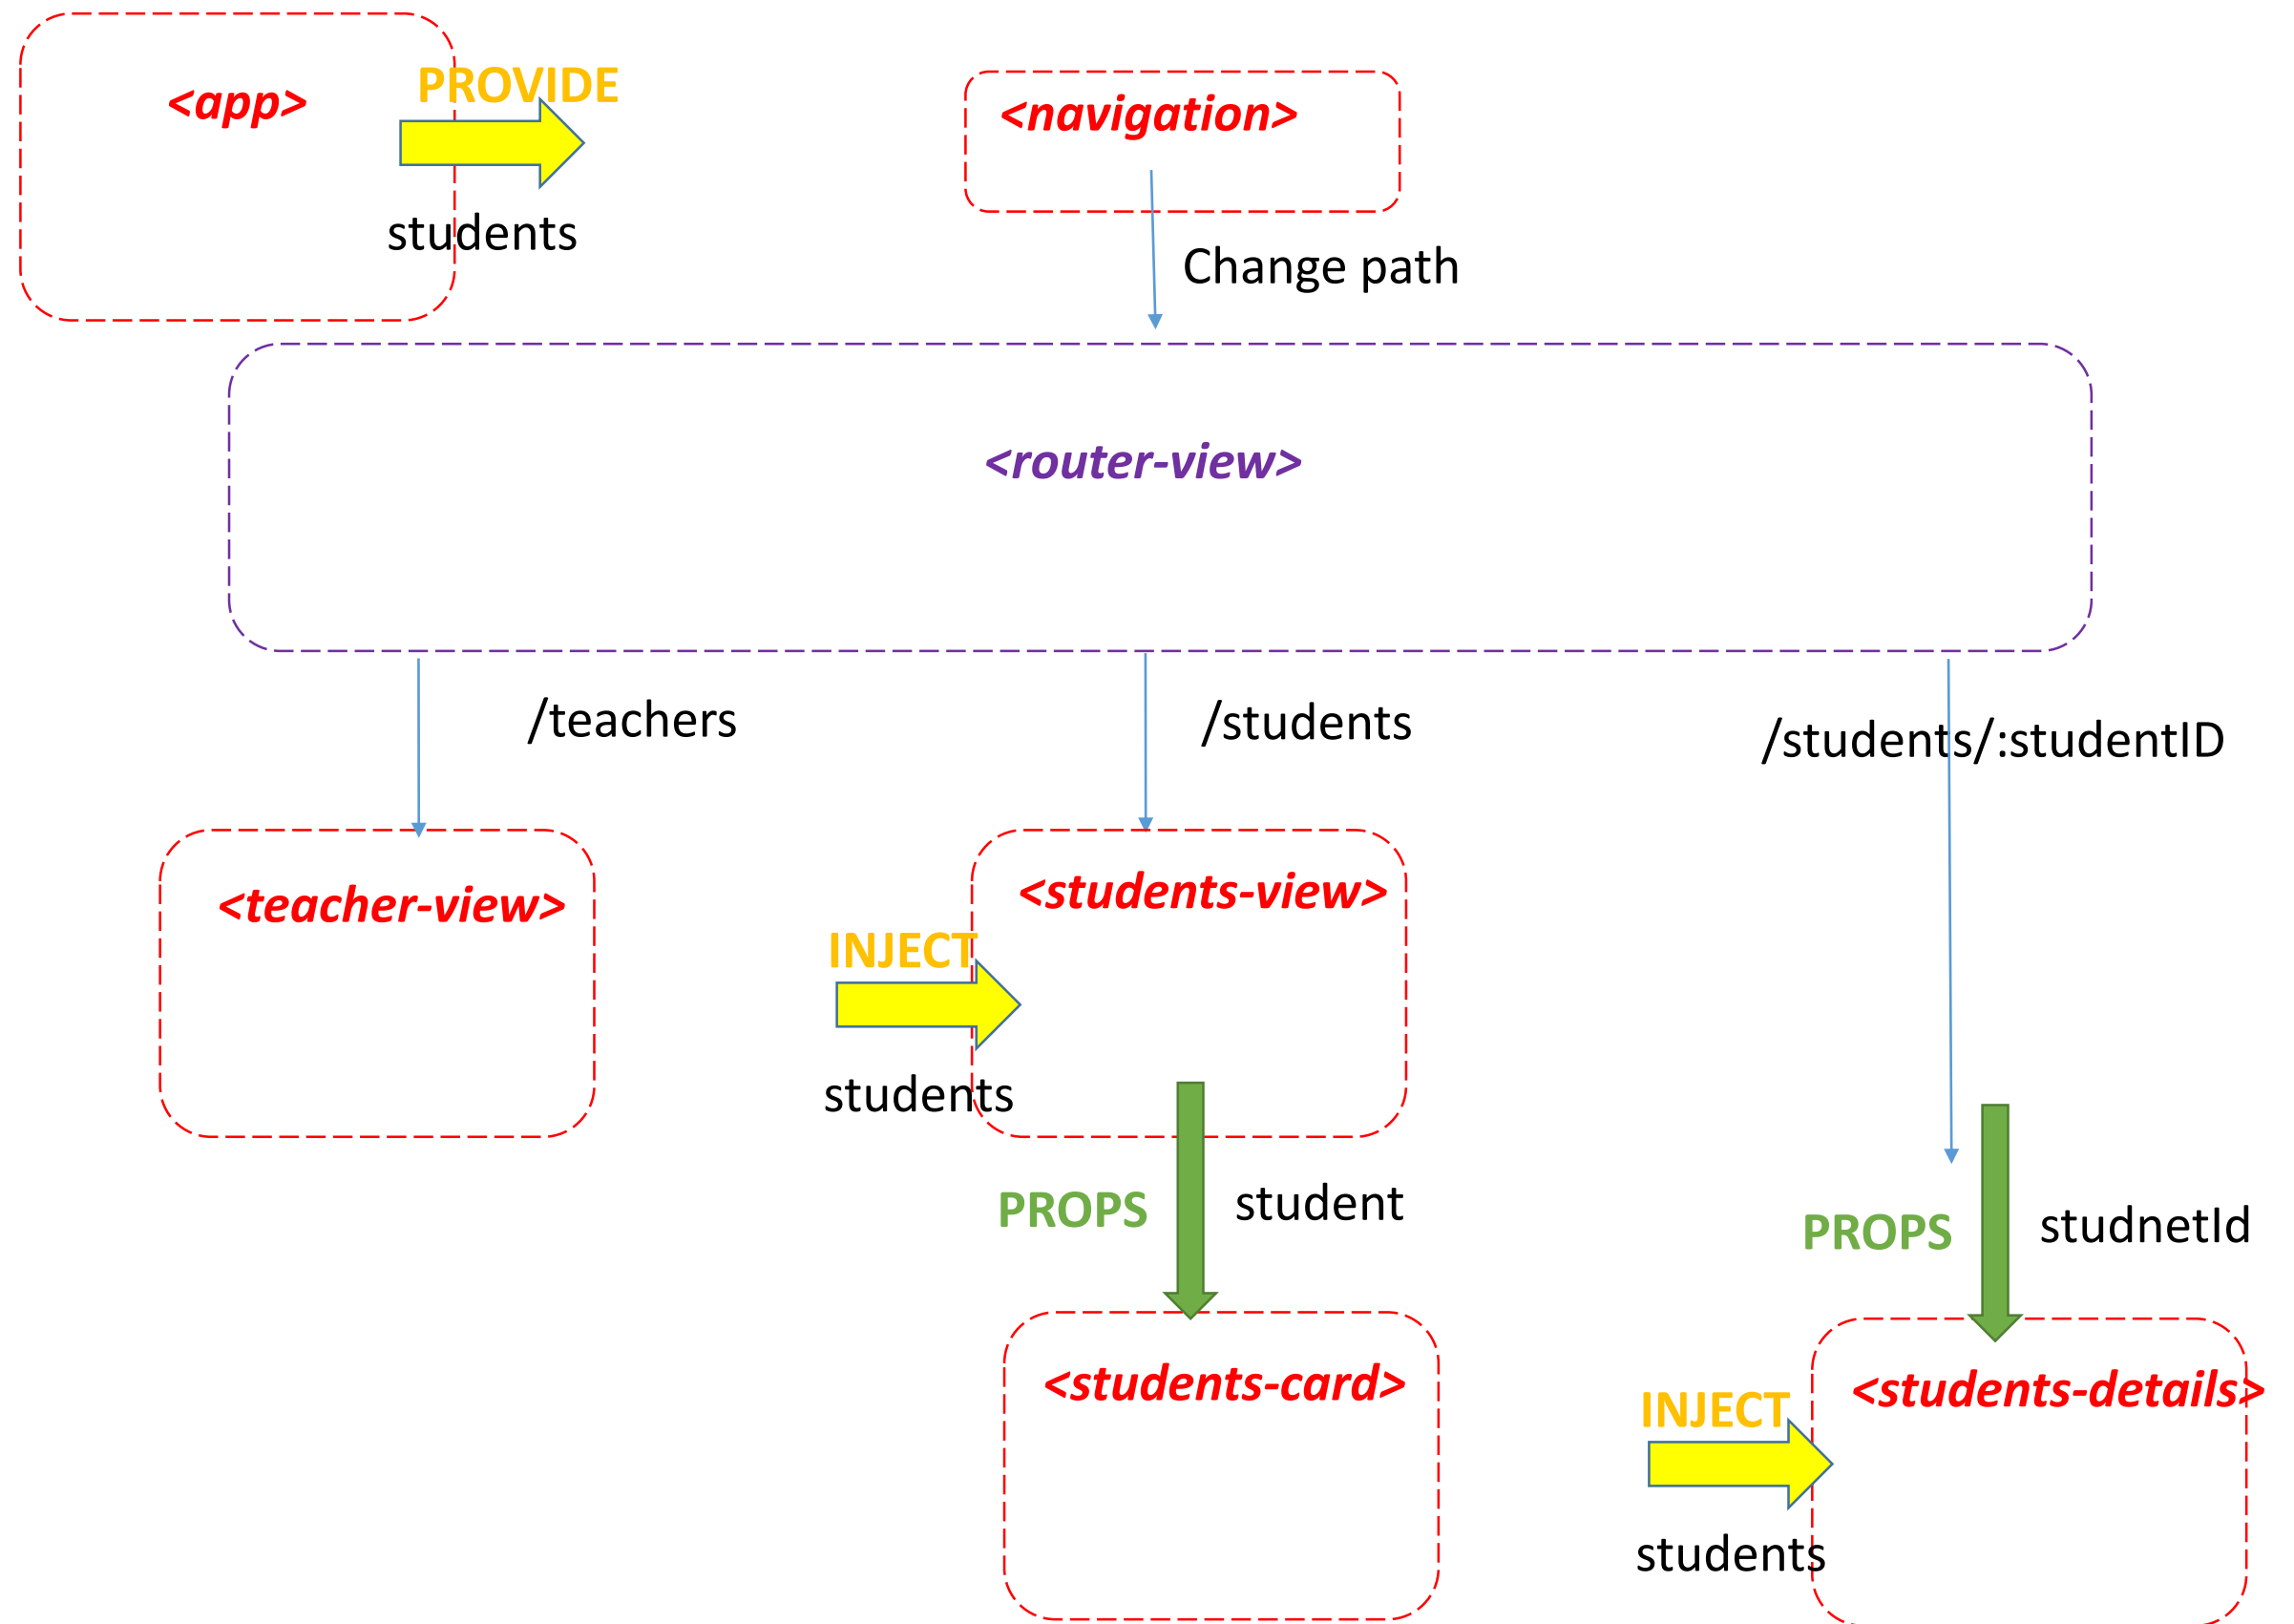 <app>
PROVIDE
students
<navigation>
Change path
<router-view>
/teachers
/students
/students/:studentID
<teacher-view>
<students-view>
INJECT
students
PROPS
student
PROPS
studnetId
<students-card>
<students-details>
INJECT
students